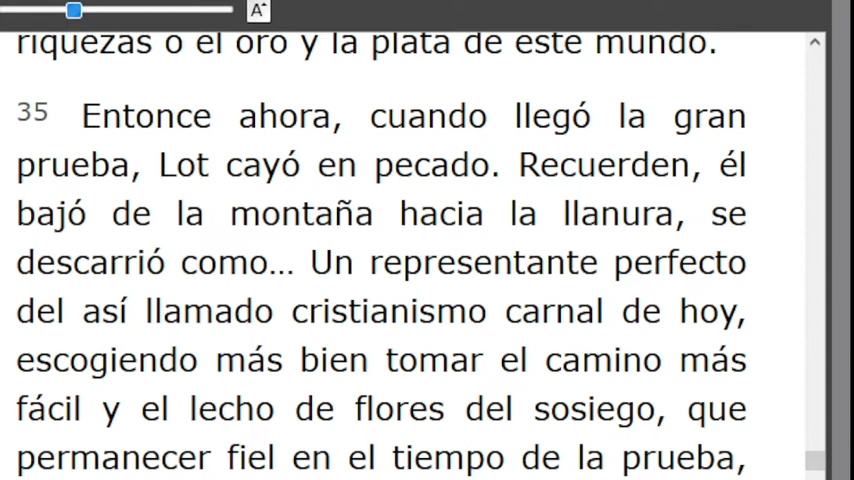 A
riquezas o el oro y la plata de este mundo.
35 Entonce ahora, cuando llegó la gran
prueba, Lot cayó en pecado. Recuerden, él
bajó de la montaña hacia la llanura, se
descarrió como... Un representante perfecto
del así llamado cristianismo carnal de hoy,
escogiendo más bien tomar el camino más
fácil y el lecho de flores del sosiego, que
permanecer fiel en el tiempo de la prueba,